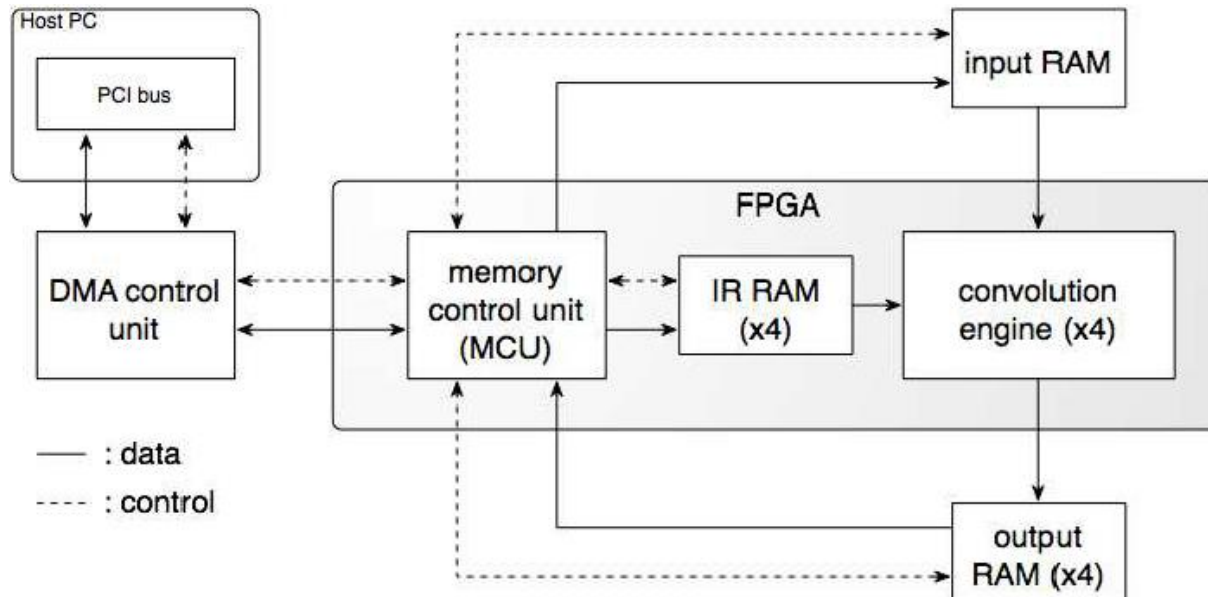 Host PC
PCI bus
input RAM
FPGA
DMA control
unit
memory
control unit
(MCU)
IR RAM
(x4)
convolution
engine (x4)
: data
: control
output
RAM (x4)